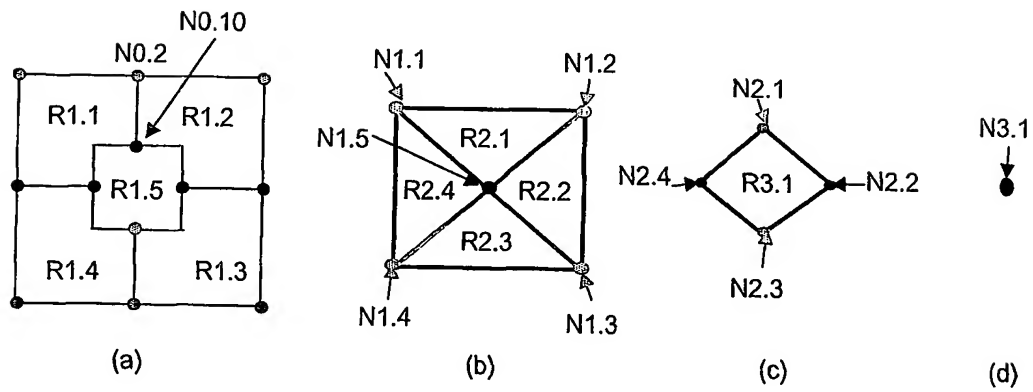 N0.10
N0.2
R1.1
R1.2
R1.5
R1.4
R1.3
(a)
N1.1
N1.2
N1.5
R2.1
R2.4
R2.2
R2.3
N1.4
N1.3
(b)
N2.1
N2.4
R3.1
N2.2
N2.3
(c)
N3.1
(d)